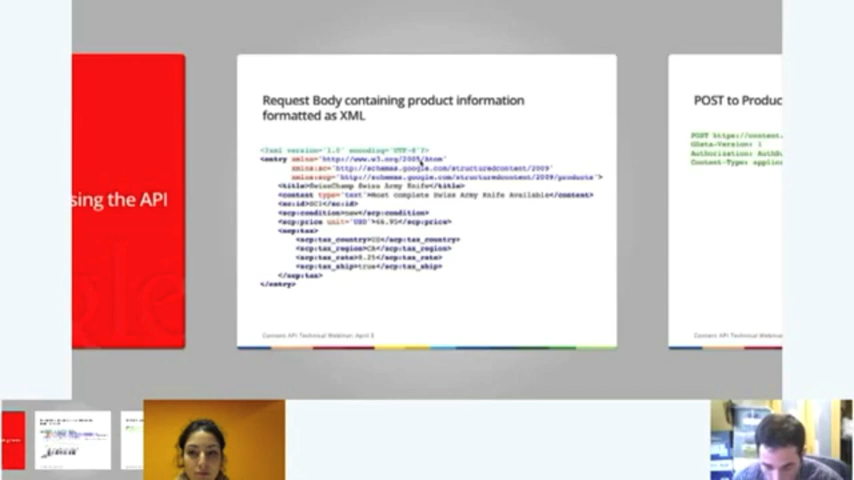 sing the API
gle
Request Body containing product information
formatted as XML
<?xml version='1.0' encoding='UTF-8'?>
<entry xmlns='http://www.w3.org/2005/Atom'
xmlns:sc='http://schemas.google.com/structuredcontent/2009'
xmlns:scp='http://schemas.google.com/structuredcontent/2009/products'>
<title>SwissChamp Swiss Army Knife</title>
<content type='text'>Most complete Swiss Army Knife Available</content>
<sc:id>SC1</sc:id>
<scp:condition>new</scp:condition>
<scp:price unit='USD'>66.95</scp:price>
<scp:tax>
<scp:tax_country>US</scp:tax_country>
<scp:tax_region>CA</scp:tax_region>
<scp:tax_rate>8.25</scp:tax_rate>
<scp:tax_ship>true</scp:tax_ship>
</scp:tax>
</entry>
Content API Technical Webinar: April 3
POST to Produc
POST https://content.
GData-Version: 1
Authorization: AuthS
Content-Type: applic